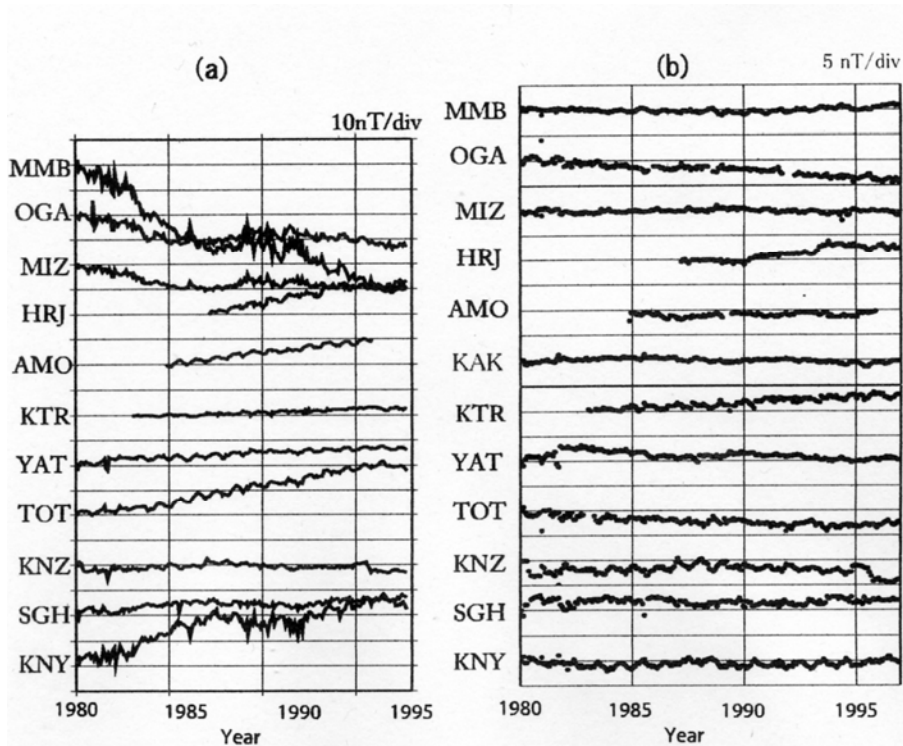 (a)
10nT/div
MMB
OGA
MIZ
HRJ
AMO
KTR
YAT
TOT
KNZ
SGH
KNY
1980 1985 1990 1995
Year
(b)
5 nT/div
MMB
OGA
MIZ
HRJ
AMO
KAK
KTR
YAT
TOT
KNZ
SGH
KNY
1980 1985 1990 1995
Year